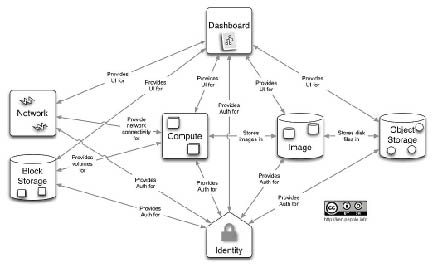 Dashboard
Provides
UI for
Provides
UI for
Provides
UI for
Provides
Auth for
Provides
UI for
Provides
UI for
Network
Provide
network
connectivity
for
Compute
Stores
images in
Image
Stores disk
files in
Object
Storage
Block
Storage
Provides
volumes
for
Provides
Auth for
Provides
Auth for
Provides
Auth for
Provides
Auth for
Provides
Auth for
Identity
cc